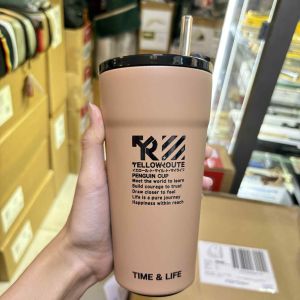 YELLOWROUTE
PENGUIN CUP
Meet the world to learn
Build courage to trust
Draw closer to feel
Life is a pure journey
Happiness within reach
TIME & LIFE